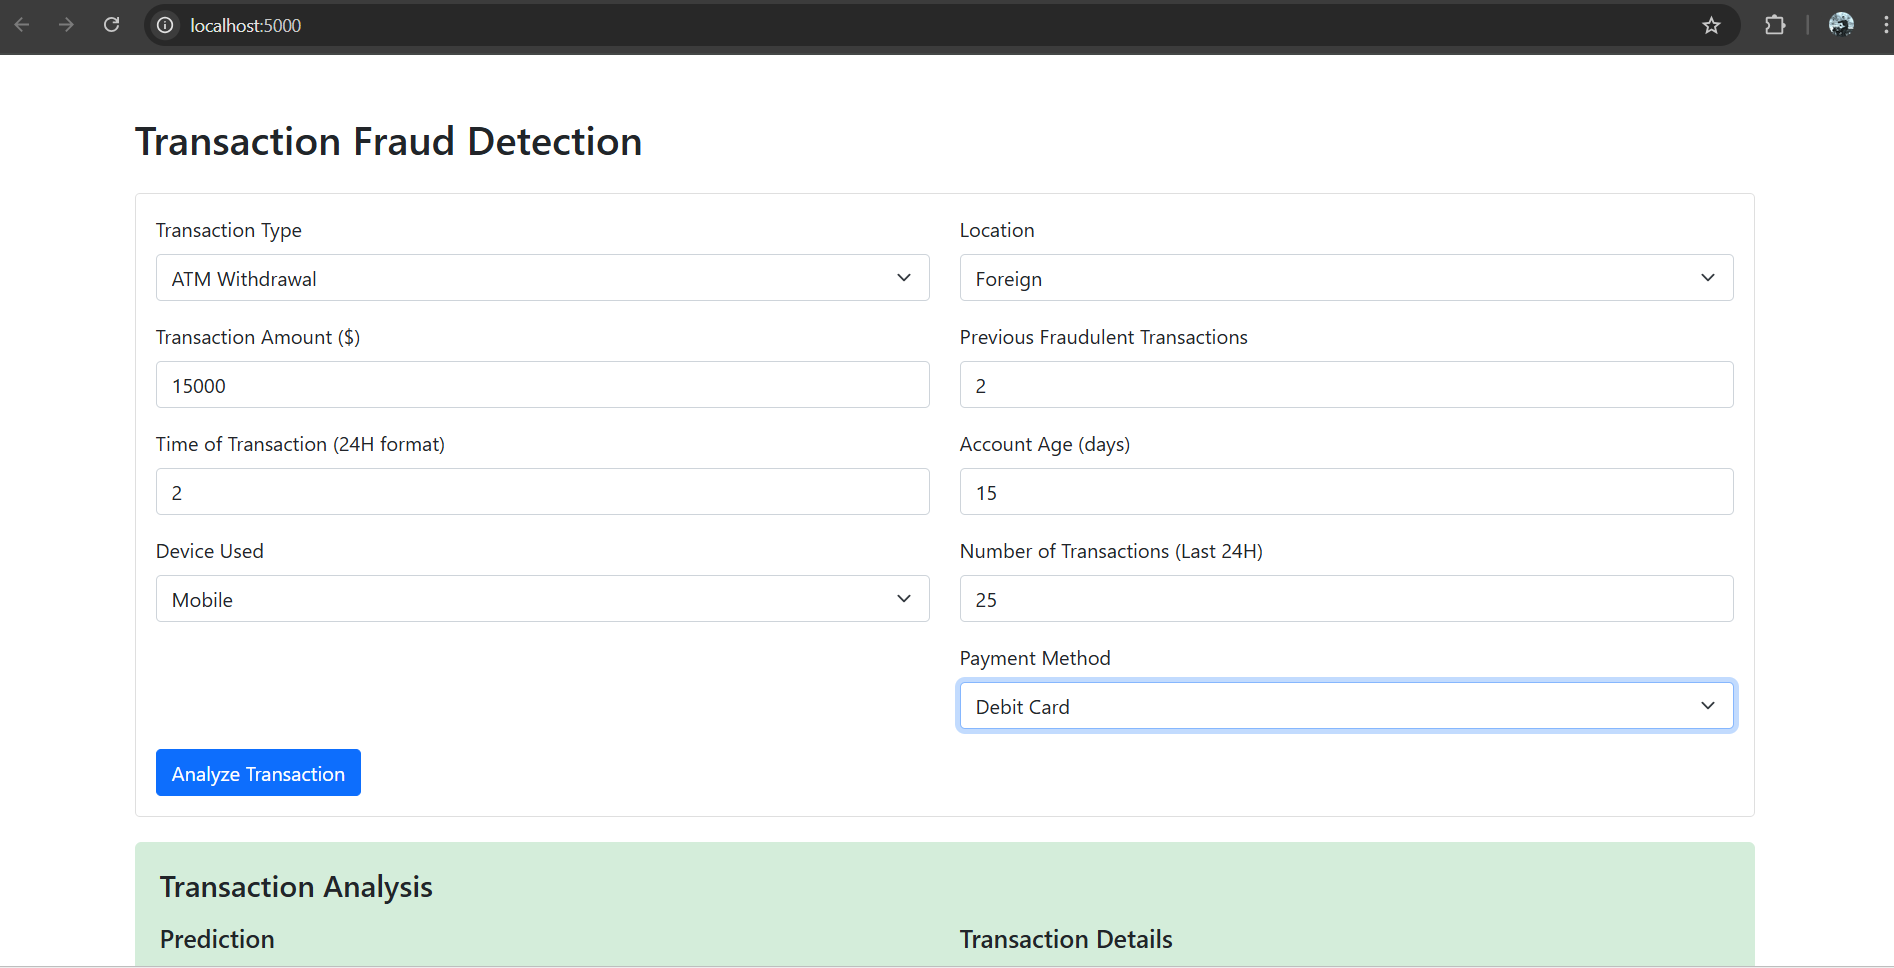 localhost:5000
Transaction Fraud Detection
Transaction Type
ATM Withdrawal
Location
Foreign
Transaction Amount ($)
15000
Previous Fraudulent Transactions
2
Time of Transaction (24H format)
2
Account Age (days)
15
Device Used
Mobile
Number of Transactions (Last 24H)
25
Payment Method
Debit Card
Analyze Transaction
Transaction Analysis
Prediction
Transaction Details